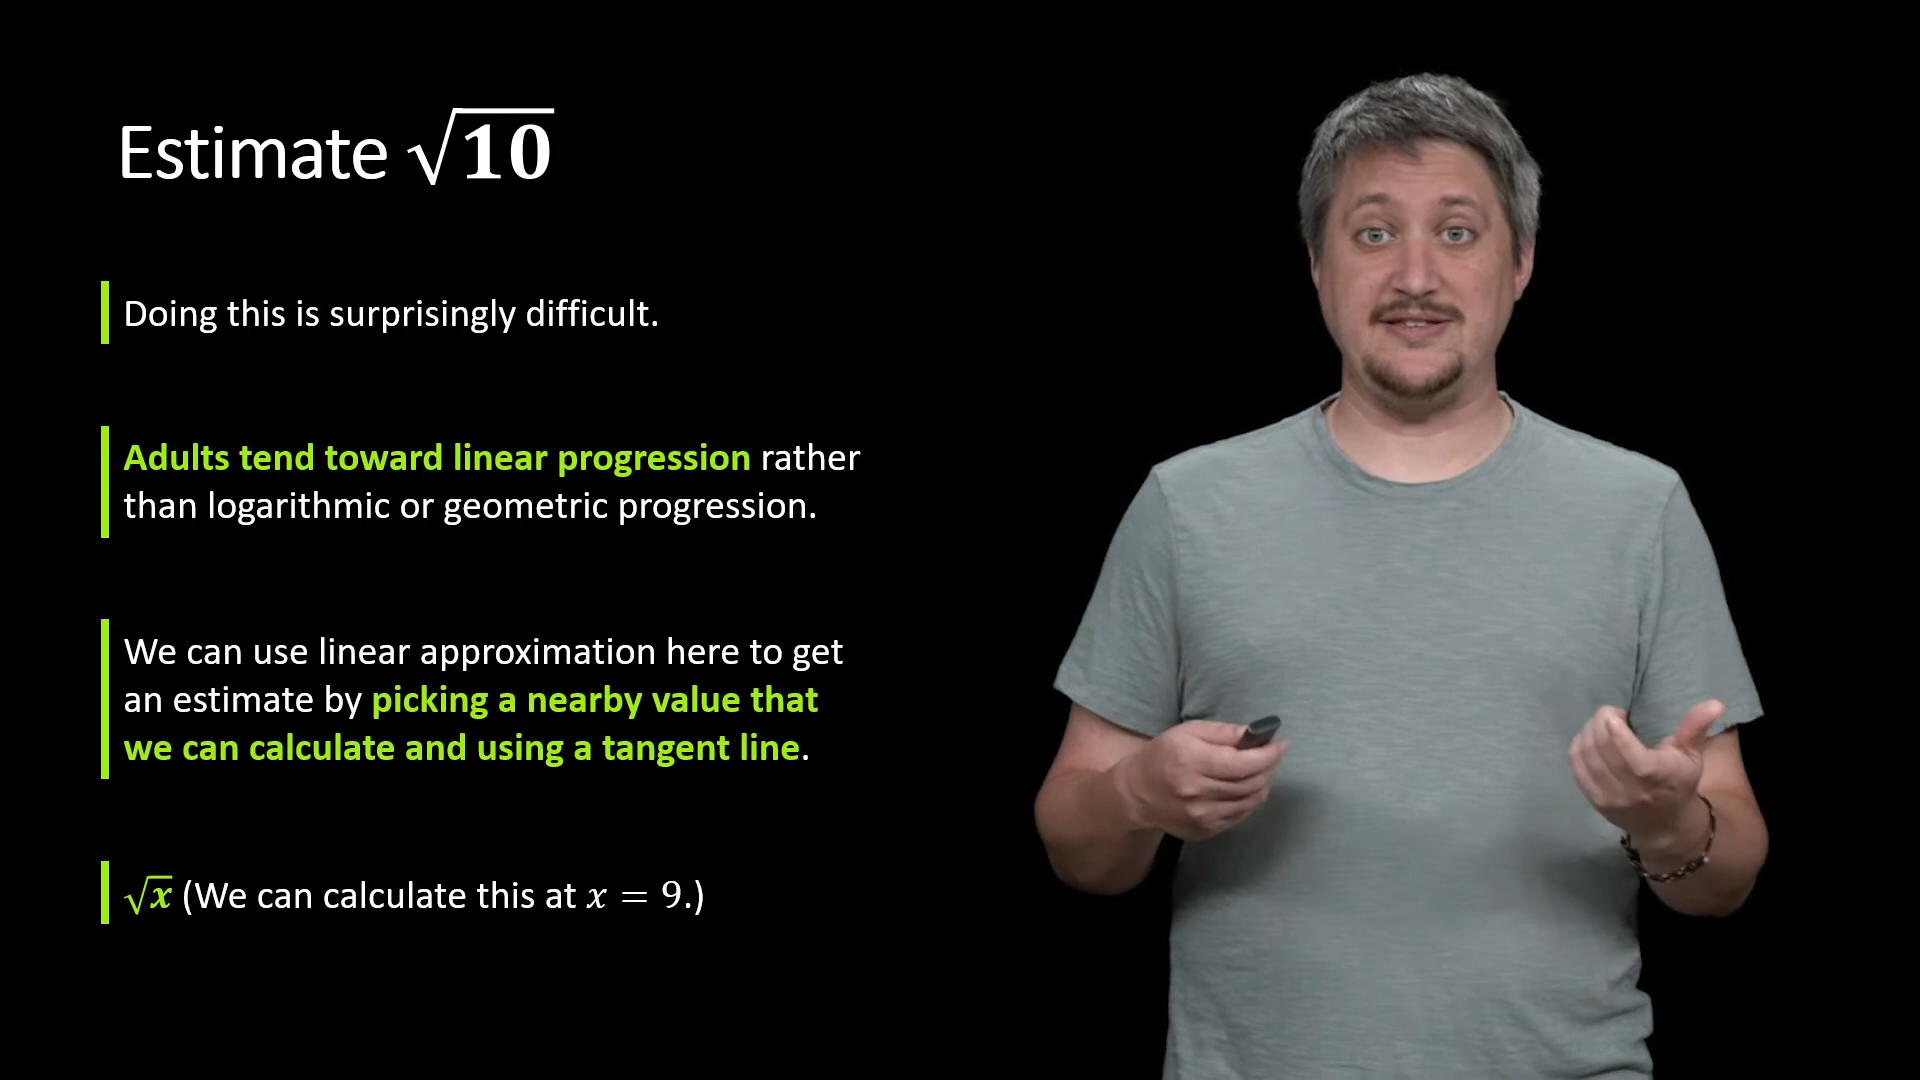 Estimate √10
Doing this is surprisingly difficult.
Adults tend toward linear progression rather
than logarithmic or geometric progression.
We can use linear approximation here to get
an estimate by picking a nearby value that
we can calculate and using a tangent line.
√x (We can calculate this at x = 9.)